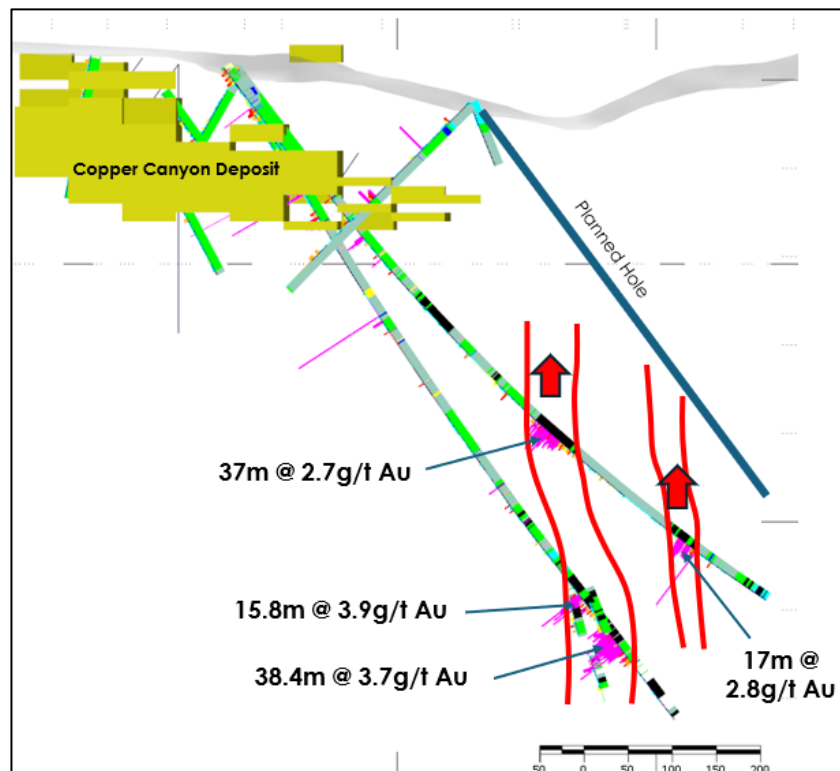 Copper Canyon Deposit
Planned Hole
37m @ 2.7g/t Au
15.8m @ 3.9g/t Au
38.4m @ 3.7g/t Au
17m @
2.8g/t Au
50 0 50 100 150 200